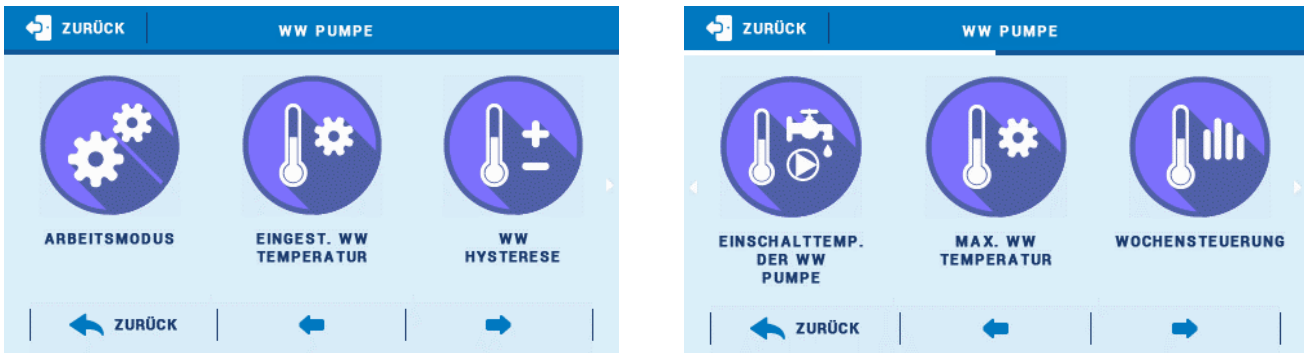 ZURÜCK
WW PUMPE
ARBEITSMODUS
EINGEST. WW
TEMPERATUR
WW
HYSTERESE
ZURÜCK
ZURÜCK
WW PUMPE
EINSCHALTTEMP.
DER WW
PUMPE
MAX. WW
TEMPERATUR
WOCHENSTEUERUNG
ZURÜCK